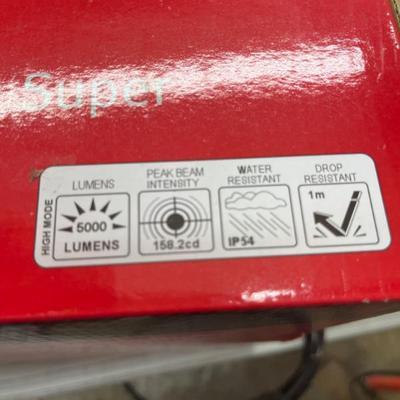 Super
HIGH MODE
LUMENS
5000
LUMENS
PEAK BEAM
INTENSITY
158.2cd
WATER
RESISTANT
IP54
DROP
RESISTANT
1m